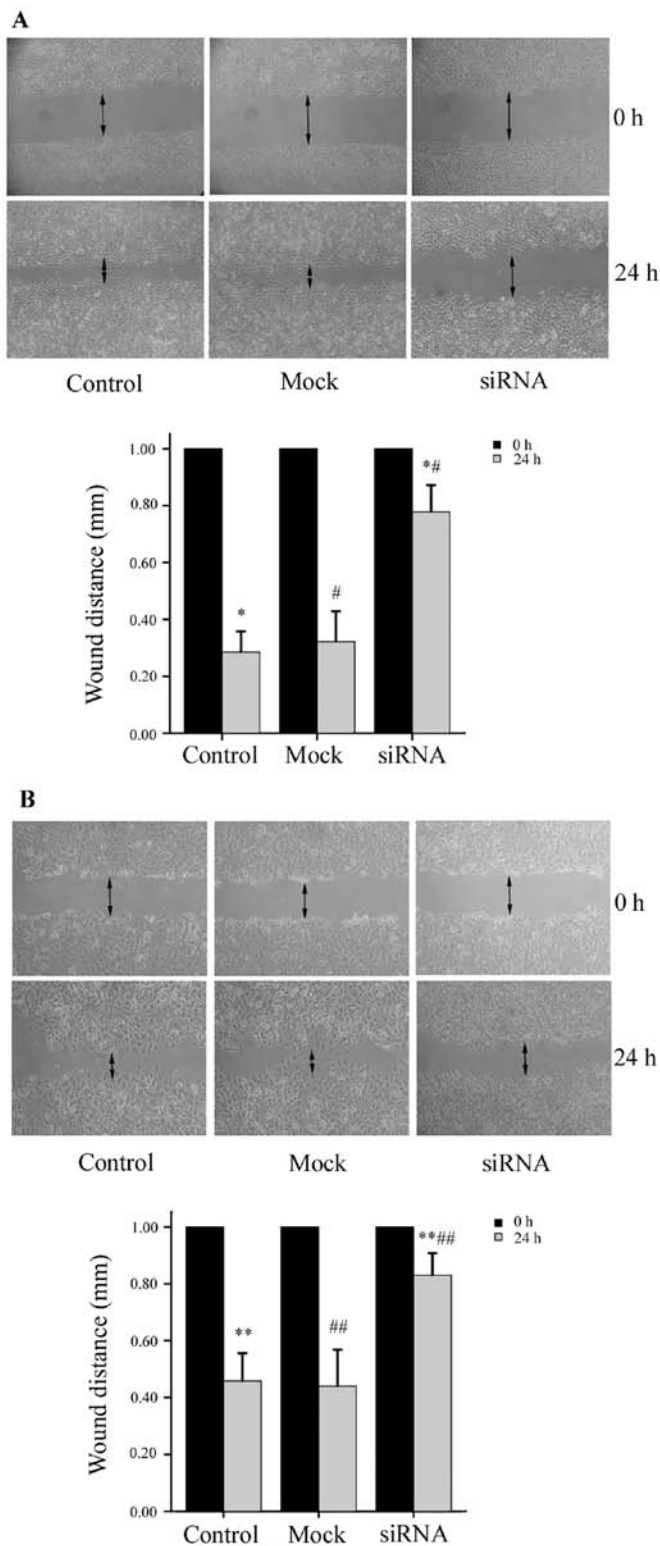 A
0 h
24 h
Control Mock siRNA
Wound distance (mm)
1.00
0.80
0.60
0.40
0.20
0.00
* # *#
0 h
24 h
Control Mock siRNA
B
0 h
24 h
Control Mock siRNA
Wound distance (mm)
1.00
0.80
0.60
0.40
0.20
0.00
** ## **##
0 h
24 h
Control Mock siRNA